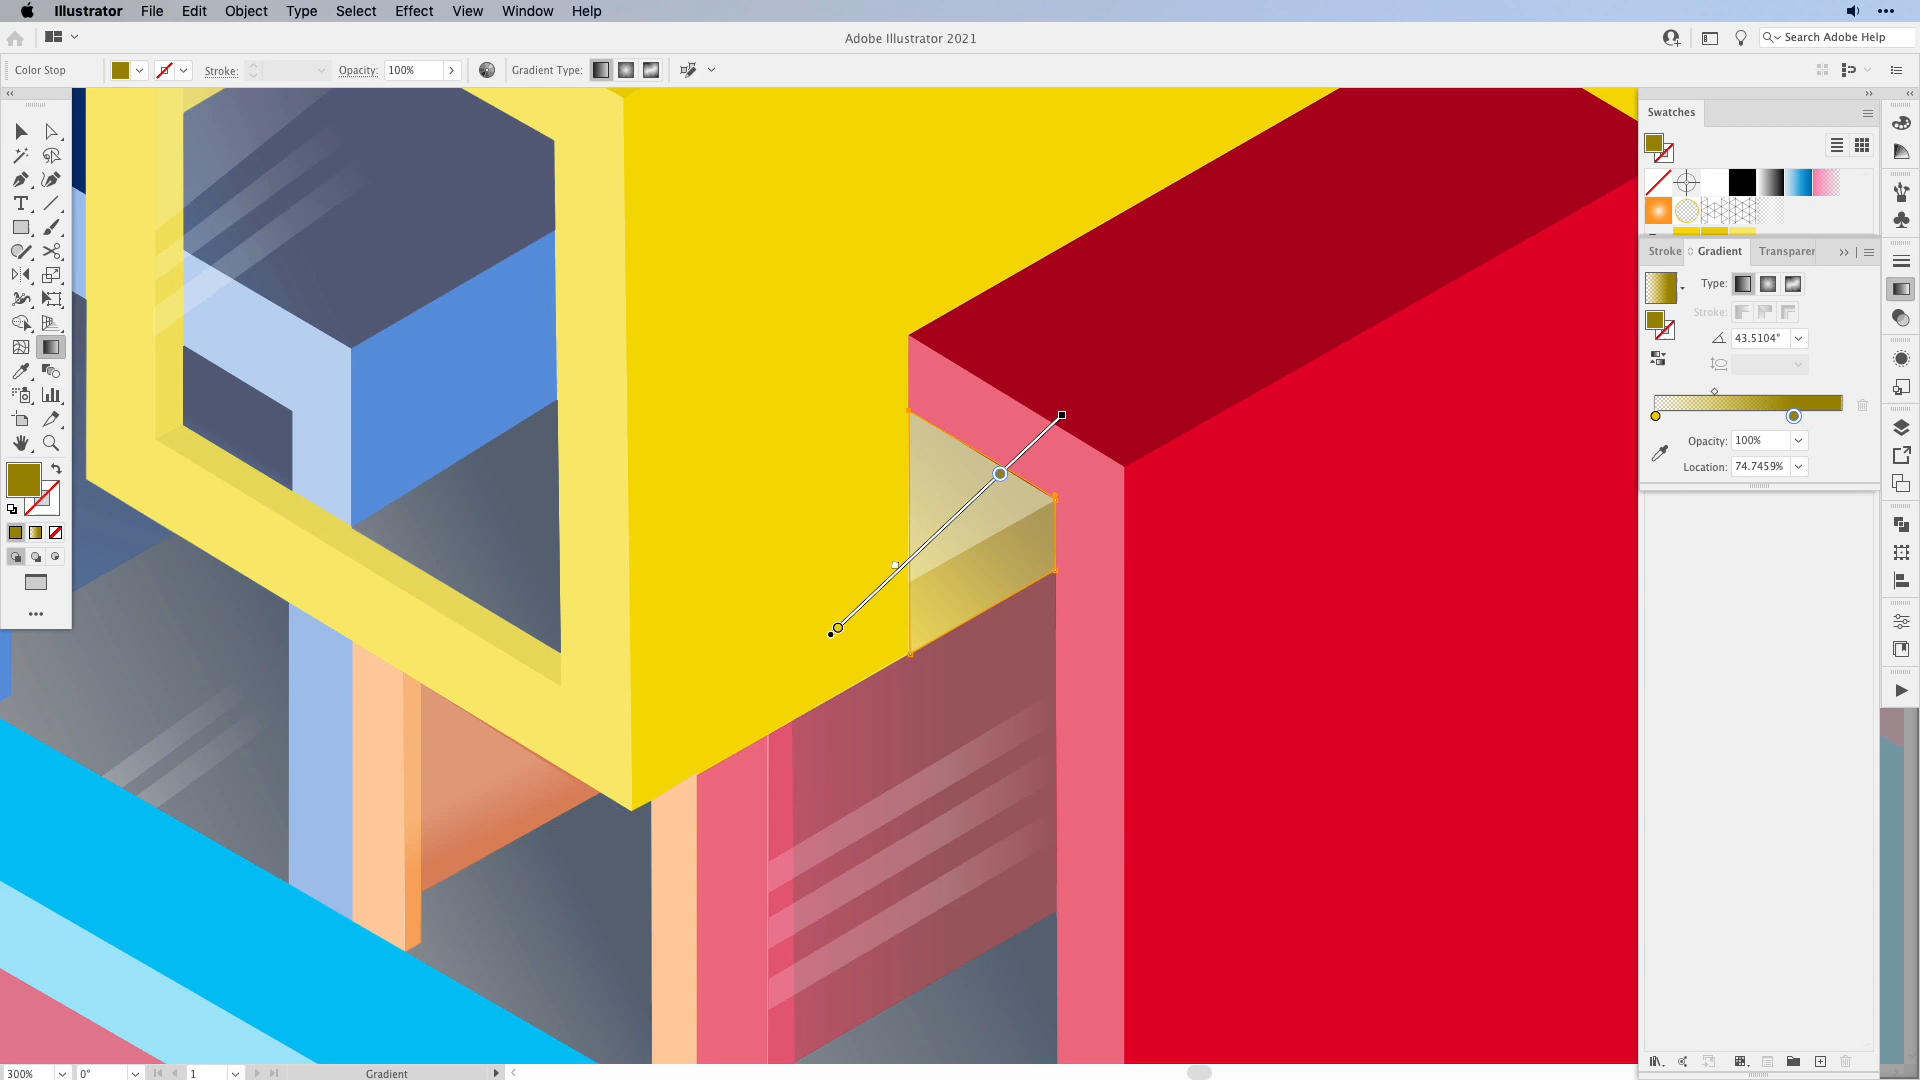 Illustrator File Edit Object Type Select Effect View Window Help
Adobe Illustrator 2021
Search Adobe Help
Color Stop
Stroke:
Opacity: 100%
Gradient Type:
Swatches
Stroke Gradient Transparer
Type:
Stroke:
43.5104°
Opacity: 100%
Location: 74.7459%
300% 0° 1 Gradient